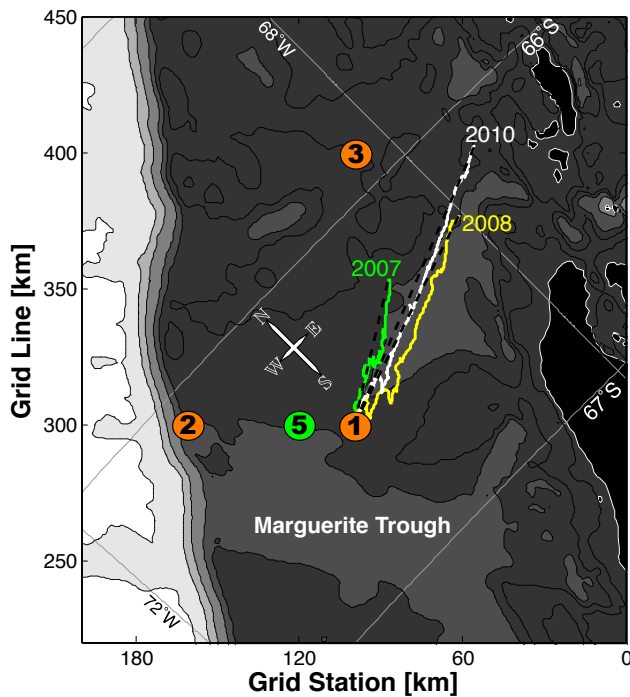 450
400
350
300
250
Grid Line [km]
68°W
66°S
3
2010
2008
2007
N
E
W
S
2
5
1
67°S
Marguerite Trough
72°W
180
120
60
0
Grid Station [km]